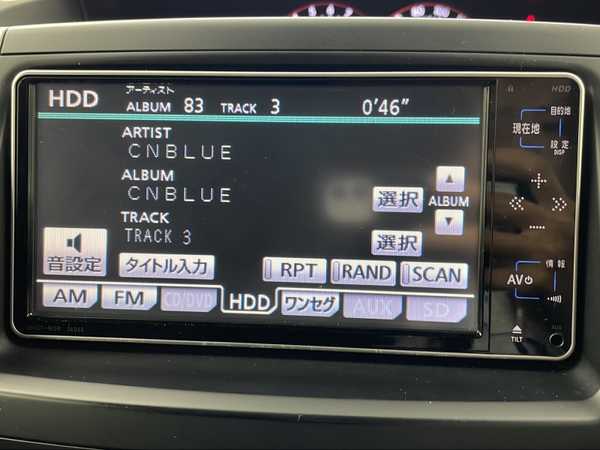 HDD
アーティスト
ALBUM 83 TRACK 3 0'46"
ARTIST
CNBLUE
ALBUM
CNBLUE
選択
ALBUM
TRACK
TRACK 3
選択
音設定
タイトル入力
RPT
RAND
SCAN
AM
FM
CD/DVD
HDD
ワンセグ
AUX
SD
HDD
目的地
現在地
設定
DISP
情報
AV
TILT
AUX